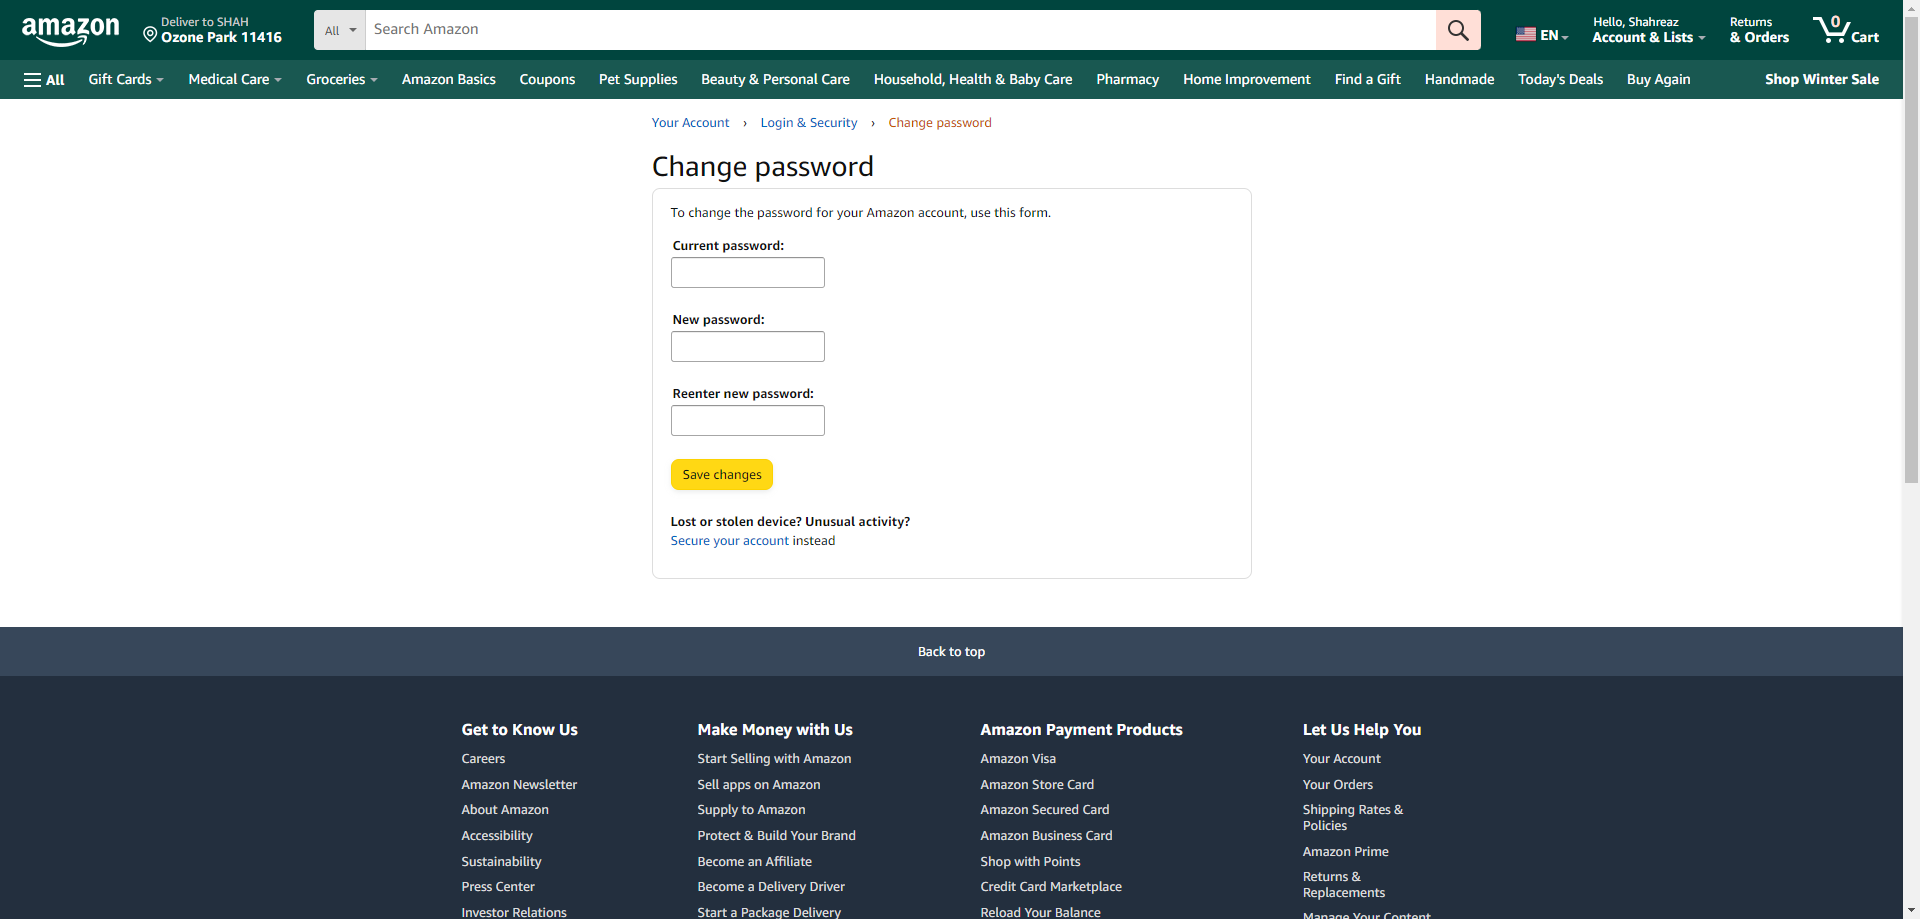 amazon
Deliver to SHAH
Ozone Park 11416
All
Search Amazon
EN
Hello, Shahreaz
Account & Lists
Returns
& Orders
0
Cart
All
Gift Cards
Medical Care
Groceries
Amazon Basics
Coupons
Pet Supplies
Beauty & Personal Care
Household, Health & Baby Care
Pharmacy
Home Improvement
Find a Gift
Handmade
Today's Deals
Buy Again
Shop Winter Sale
Your Account › Login & Security › Change password
Change password
To change the password for your Amazon account, use this form.
Current password:
New password:
Reenter new password:
Save changes
Lost or stolen device? Unusual activity?
Secure your account instead
Back to top
Get to Know Us
Careers
Amazon Newsletter
About Amazon
Accessibility
Sustainability
Press Center
Investor Relations
Make Money with Us
Start Selling with Amazon
Sell apps on Amazon
Supply to Amazon
Protect & Build Your Brand
Become an Affiliate
Become a Delivery Driver
Start a Package Delivery
Amazon Payment Products
Amazon Visa
Amazon Store Card
Amazon Secured Card
Amazon Business Card
Shop with Points
Credit Card Marketplace
Reload Your Balance
Let Us Help You
Your Account
Your Orders
Shipping Rates &
Policies
Amazon Prime
Returns &
Replacements
Manage Your Content